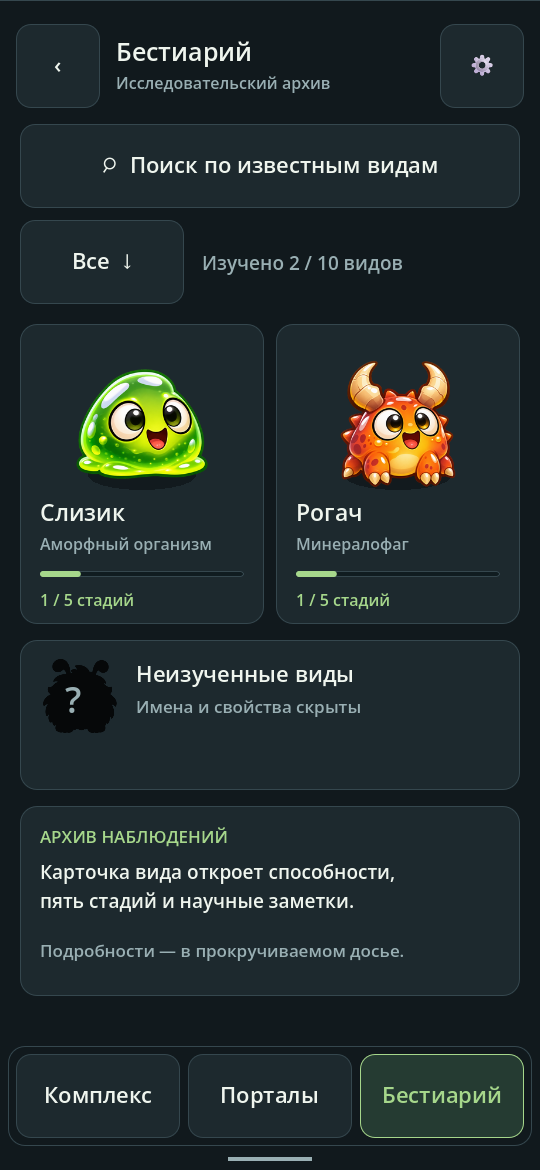 ‹
Бестиарий
Исследовательский архив
Поиск по известным видам
Все ↓
Изучено 2 / 10 видов
Слизик
Аморфный организм
1 / 5 стадий
Рогач
Минералофаг
1 / 5 стадий
?
Неизученные виды
Имена и свойства скрыты
АРХИВ НАБЛЮДЕНИЙ
Карточка вида откроет способности,
пять стадий и научные заметки.
Подробности — в прокручиваемом досье.
Комплекс
Порталы
Бестиарий